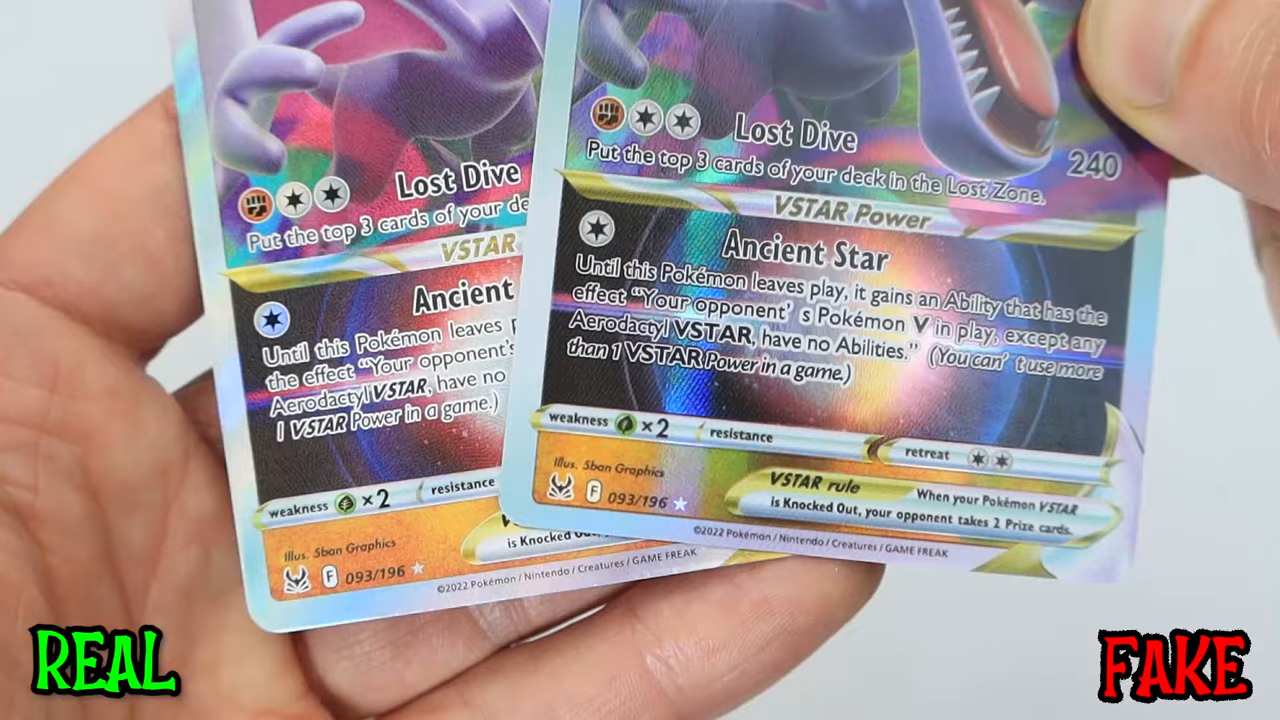 Lost Dive
Put the top 3 cards of your de
VSTAR
Ancient
Until this Pokémon leaves
the effect “Your opponent's
Aerodactyl VSTAR, have no
1 VSTAR Power in a game.)
weakness ×2 resistance
Illus. 5ban Graphics
is Knocked
F 093/196
©2022 Pokémon / Nintendo / Creatures / GAME FREAK
Lost Dive
240
Put the top 3 cards of your deck in the Lost Zone.
VSTAR Power
Ancient Star
Until this Pokémon leaves play, it gains an Ability that has the
effect “Your opponent’ s Pokémon V in play, except any
Aerodactyl VSTAR, have no Abilities.” (You can’ t use more
than 1 VSTAR Power in a game.)
weakness ×2 resistance retreat
Illus. 5ban Graphics
VSTAR rule When your Pokémon VSTAR
is Knocked Out, your opponent takes 2 Prize cards.
F 093/196
©2022 Pokémon / Nintendo / Creatures / GAME FREAK
REAL
FAKE